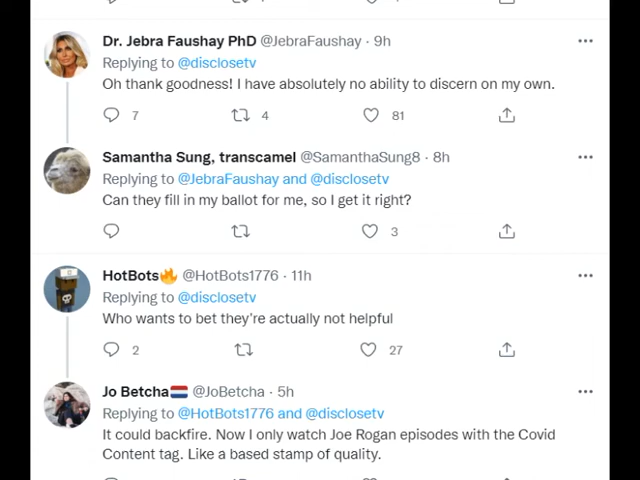 Dr. Jebra Faushay PhD @JebraFaushay · 9h
Replying to @disclosetv
Oh thank goodness! I have absolutely no ability to discern on my own.
7 4 81
Samantha Sung, transcamel @SamanthaSung8 · 8h
Replying to @JebraFaushay and @disclosetv
Can they fill in my ballot for me, so I get it right?
3
HotBots🔥 @HotBots1776 · 11h
Replying to @disclosetv
Who wants to bet they’re actually not helpful
2 27
Jo Betcha🇳🇱 @JoBetcha · 5h
Replying to @HotBots1776 and @disclosetv
It could backfire. Now I only watch Joe Rogan episodes with the Covid
Content tag. Like a based stamp of quality.